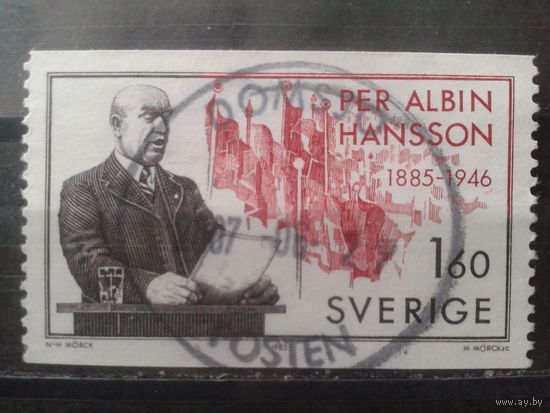 PER ALBIN
HANSSON
1885-1946
1.60
SVERIGE
POSTEN
N-H MÖRCK
1985
M MÖRCK SC
www.ay.by